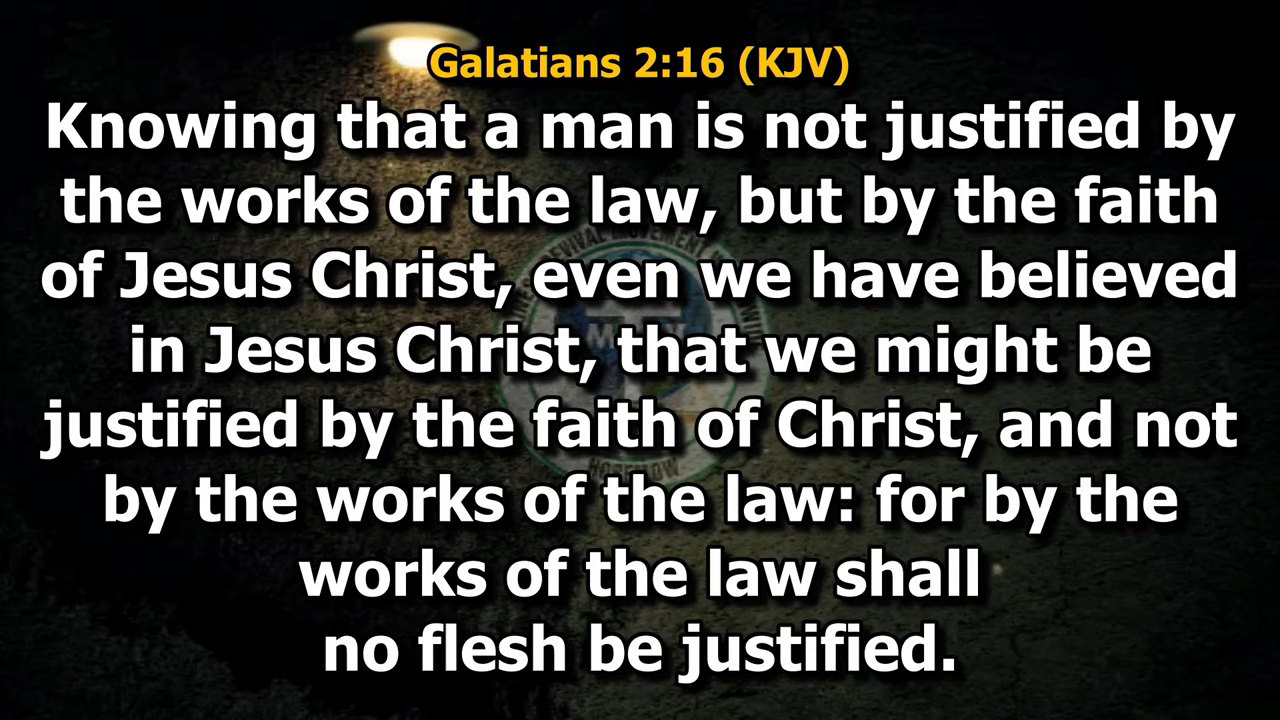 Galatians 2:16 (KJV)
Knowing that a man is not justified by
the works of the law, but by the faith
of Jesus Christ, even we have believed
in Jesus Christ, that we might be
justified by the faith of Christ, and not
by the works of the law: for by the
works of the law shall
no flesh be justified.